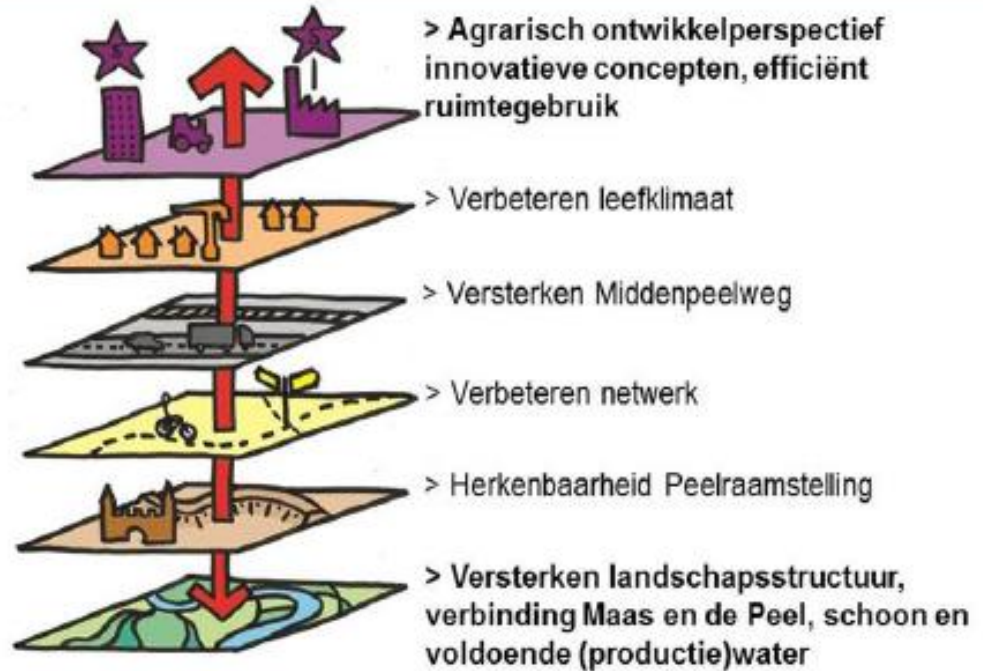 S
S
> Agrarisch ontwikkelperspectief
innovatieve concepten, efficiënt
ruimtegebruik
> Verbeteren leefklimaat
> Versterken Middenpeelweg
> Verbeteren netwerk
> Herkenbaarheid Peelraamstelling
> Versterken landschapsstructuur,
verbinding Maas en de Peel, schoon en
voldoende (productie)water